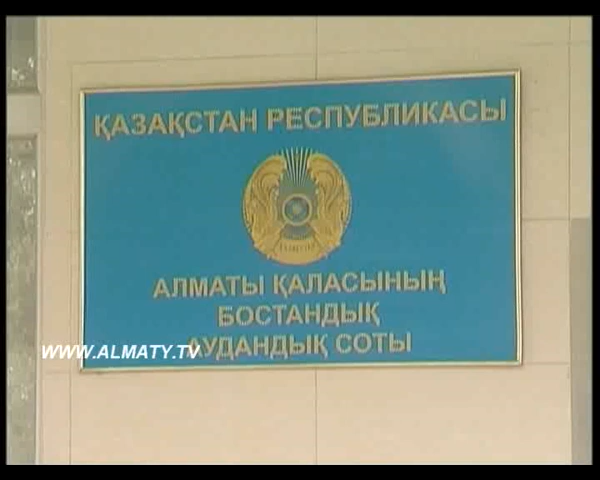 ҚАЗАҚСТАН РЕСПУБЛИКАСЫ
АЛМАТЫ ҚАЛАСЫНЫҢ
БОСТАНДЫҚ
АУДАНДЫҚ СОТЫ
WWW.ALMATY.TV